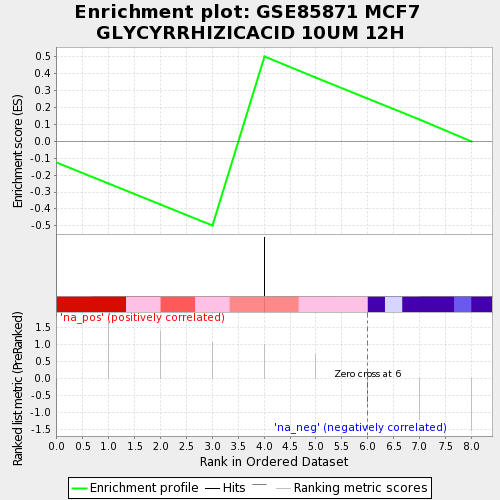 Enrichment plot: GSE85871 MCF7
GLYCYRRHIZICACID 10UM 12H
Enrichment score (ES)
0.5
0.4
0.3
0.2
0.1
0.0
-0.1
-0.2
-0.3
-0.4
-0.5
Ranked list metric (PreRanked)
1.5
1.0
0.5
0.0
-0.5
-1.0
-1.5
'na_pos' (positively correlated)
Zero cross at 6
'na_neg' (negatively correlated)
0.0 0.5 1.0 1.5 2.0 2.5 3.0 3.5 4.0 4.5 5.0 5.5 6.0 6.5 7.0 7.5 8.0
Rank in Ordered Dataset
Enrichment profile Hits Ranking metric scores